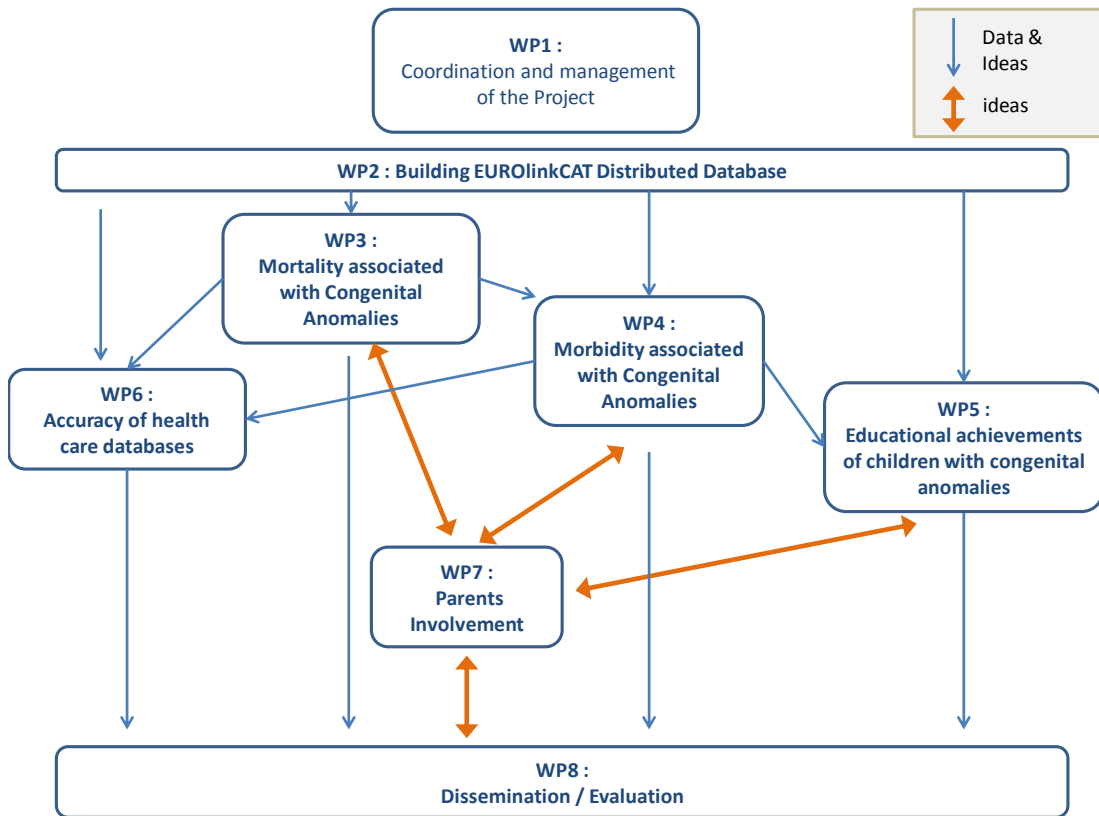 WP1 :
Coordination and management
of the Project
Data &
Ideas
ideas
WP2 : Building EUROlinkCAT Distributed Database
WP3 :
Mortality associated
with Congenital
Anomalies
WP4 :
Morbidity associated
with Congenital
Anomalies
WP6 :
Accuracy of health
care databases
WP5 :
Educational achievements
of children with congenital
anomalies
WP7 :
Parents
Involvement
WP8 :
Dissemination / Evaluation